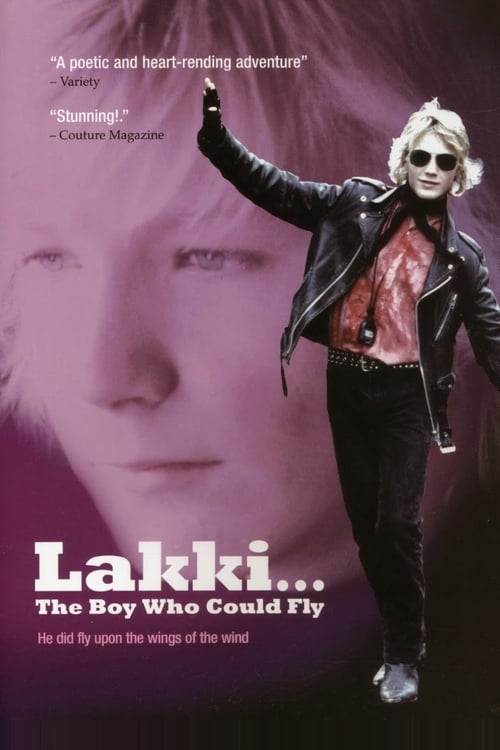 “A poetic and heart-rending adventure”
– Variety
“Stunning!.”
– Couture Magazine
Lakki...
The Boy Who Could Fly
He did fly upon the wings of the wind